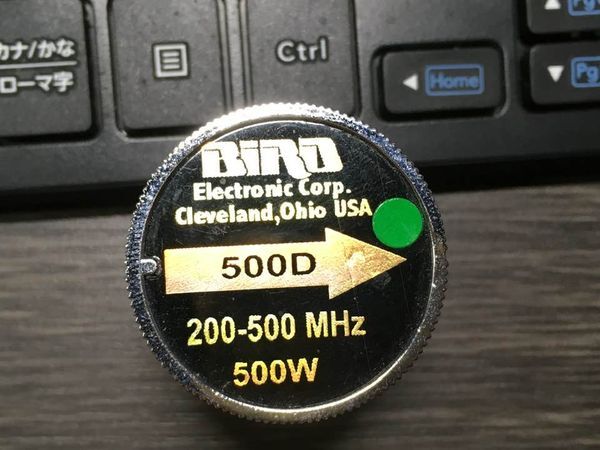 カナ/かな
ローマ字
Ctrl
Home
Pg
Pg
BIRD
Electronic Corp.
Cleveland,Ohio USA
500D
200-500 MHz
500W